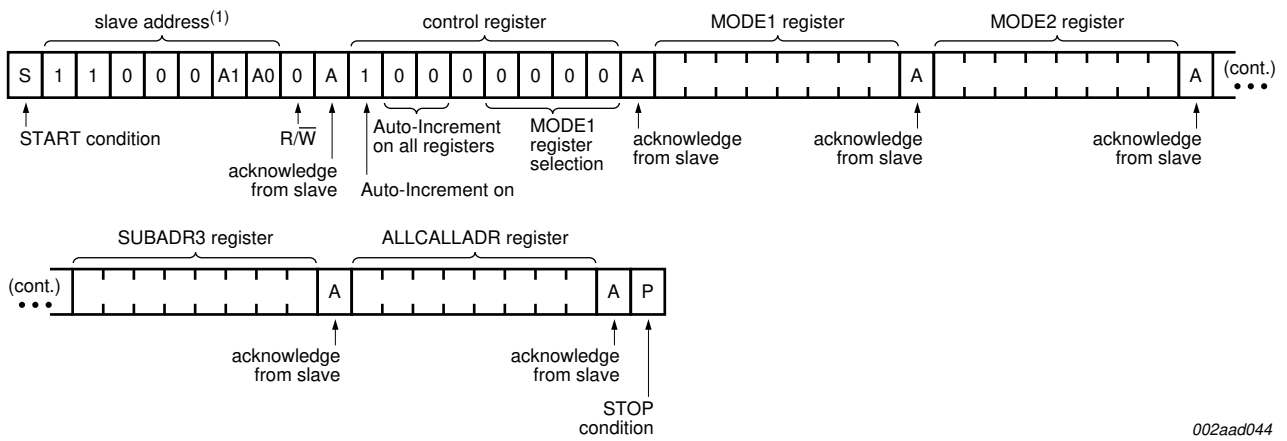 slave address(1) control register MODE1 register MODE2 register
S 1 1 0 0 0 A1 A0 0 A 1 0 0 0 0 0 0 0 A A A (cont.)
START condition R/W̅ Auto-Increment on all registers MODE1 register selection acknowledge from slave acknowledge from slave acknowledge from slave
acknowledge from slave Auto-Increment on
SUBADR3 register ALLCALLADR register
(cont.) A A P
acknowledge from slave acknowledge from slave
STOP condition
002aad044